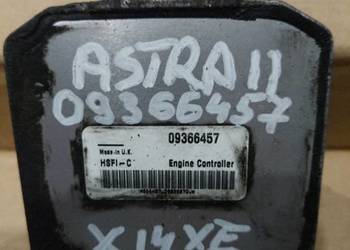 ASTRA II
09366457
09366457
Made in U.K.
HSFI-C Engine Controller
X14XE